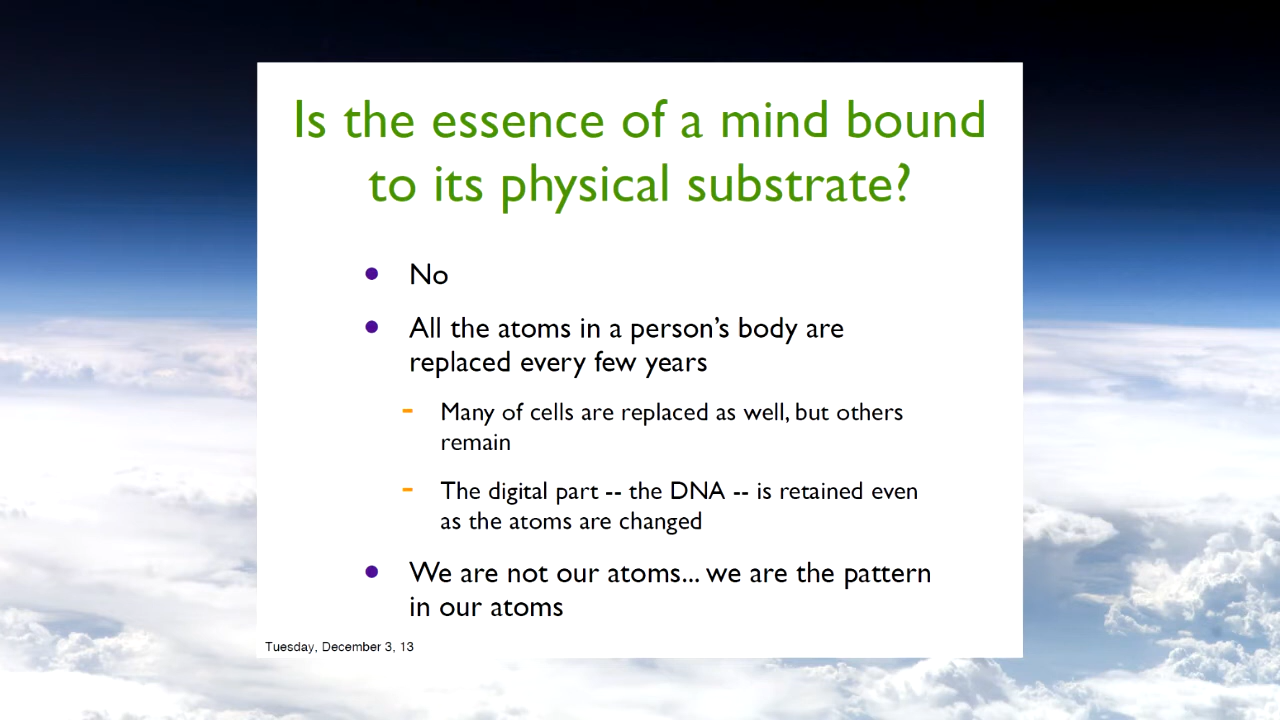 Is the essence of a mind bound
to its physical substrate?
• No
• All the atoms in a person's body are
replaced every few years
- Many of cells are replaced as well, but others
remain
- The digital part -- the DNA -- is retained even
as the atoms are changed
• We are not our atoms... we are the pattern
in our atoms
Tuesday, December 3, 13